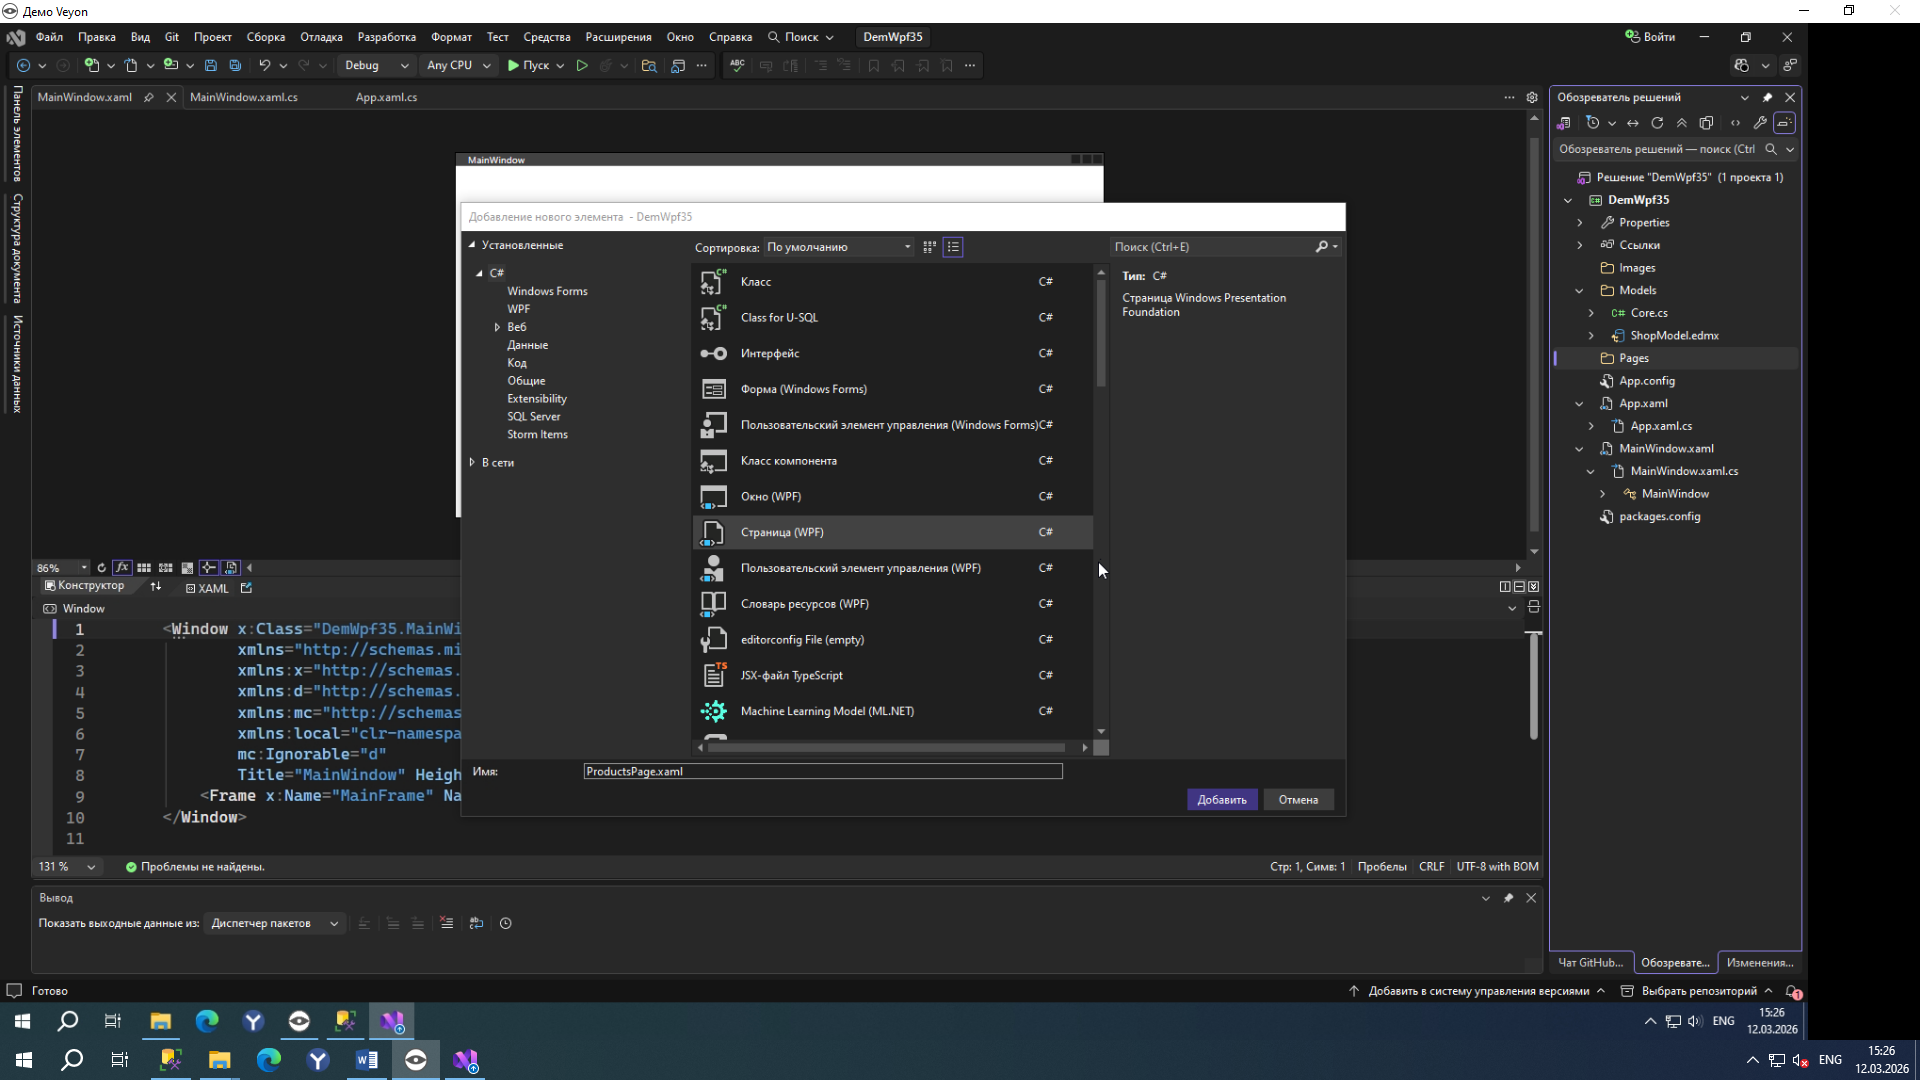 Демо Veyon
Файл Правка Вид Git Проект Сборка Отладка Разработка Формат Тест Средства Расширения Окно Справка Поиск DemWpf35 Войти
Debug Any CPU Пуск
Панель элементов
Структура документа
Источники данных
MainWindow.xaml MainWindow.xaml.cs App.xaml.cs
MainWindow
Добавление нового элемента - DemWpf35
Установленные
C#
Windows Forms
WPF
Веб
Данные
Код
Общие
Extensibility
SQL Server
Storm Items
В сети
Сортировка: По умолчанию
Поиск (Ctrl+E)
Класс C#
Class for U-SQL C#
Интерфейс C#
Форма (Windows Forms) C#
Пользовательский элемент управления (Windows Forms) C#
Класс компонента C#
Окно (WPF) C#
Страница (WPF) C#
Пользовательский элемент управления (WPF) C#
Словарь ресурсов (WPF) C#
editorconfig File (empty) C#
JSX-файл TypeScript C#
Machine Learning Model (ML.NET) C#
Тип: C#
Страница Windows Presentation
Foundation
Имя: ProductsPage.xaml
Добавить Отмена
86%
Конструктор XAML
Window
1 <Window x:Class="DemWpf35.MainWi
2 xmlns="http://schemas.mi
3 xmlns:x="http://schemas.
4 xmlns:d="http://schemas.
5 xmlns:mc="http://schemas
6 xmlns:local="clr-namespa
7 mc:Ignorable="d"
8 Title="MainWindow" Heigh
9 <Frame x:Name="MainFrame" Na
10 </Window>
11
131 % Проблемы не найдены. Стр: 1, Симв: 1 Пробелы CRLF UTF-8 with BOM
Вывод
Показать выходные данные из: Диспетчер пакетов
Обозреватель решений
Обозреватель решений — поиск (Ctrl
Решение "DemWpf35" (1 проекта 1)
DemWpf35
Properties
Ссылки
Images
Models
C# Core.cs
ShopModel.edmx
Pages
App.config
App.xaml
App.xaml.cs
MainWindow.xaml
MainWindow.xaml.cs
MainWindow
packages.config
Чат GitHub... Обозревате... Изменения...
Готово Добавить в систему управления версиями Выбрать репозиторий 1
ENG 15:26
12.03.2026
ENG 15:26
12.03.2026